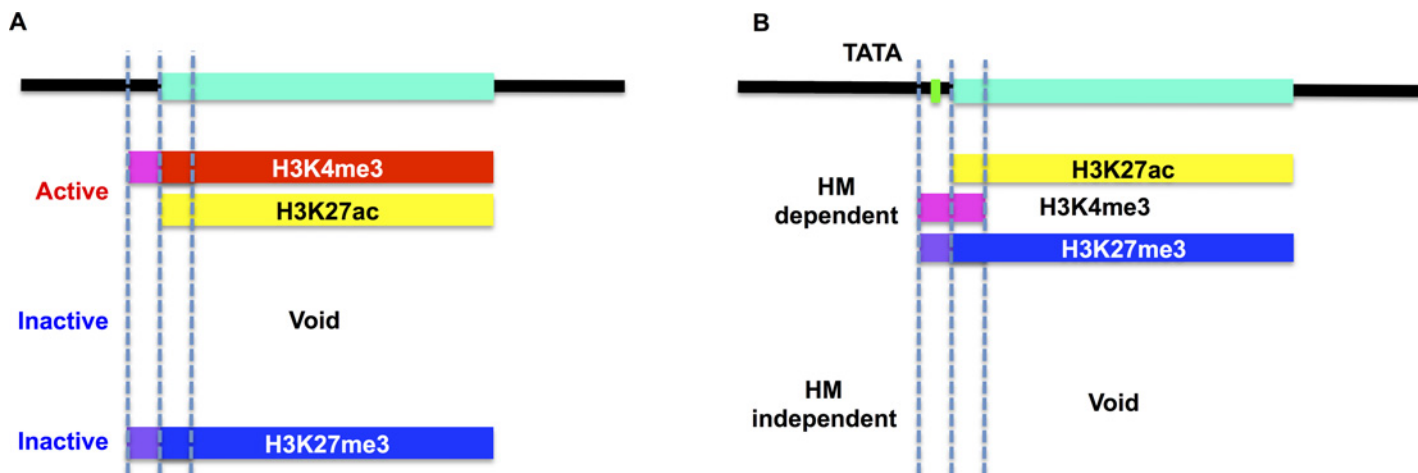 A
H3K4me3
Active
H3K27ac
Inactive
Void
Inactive
H3K27me3
B
TATA
H3K27ac
HM
dependent
H3K4me3
H3K27me3
HM
independent
Void